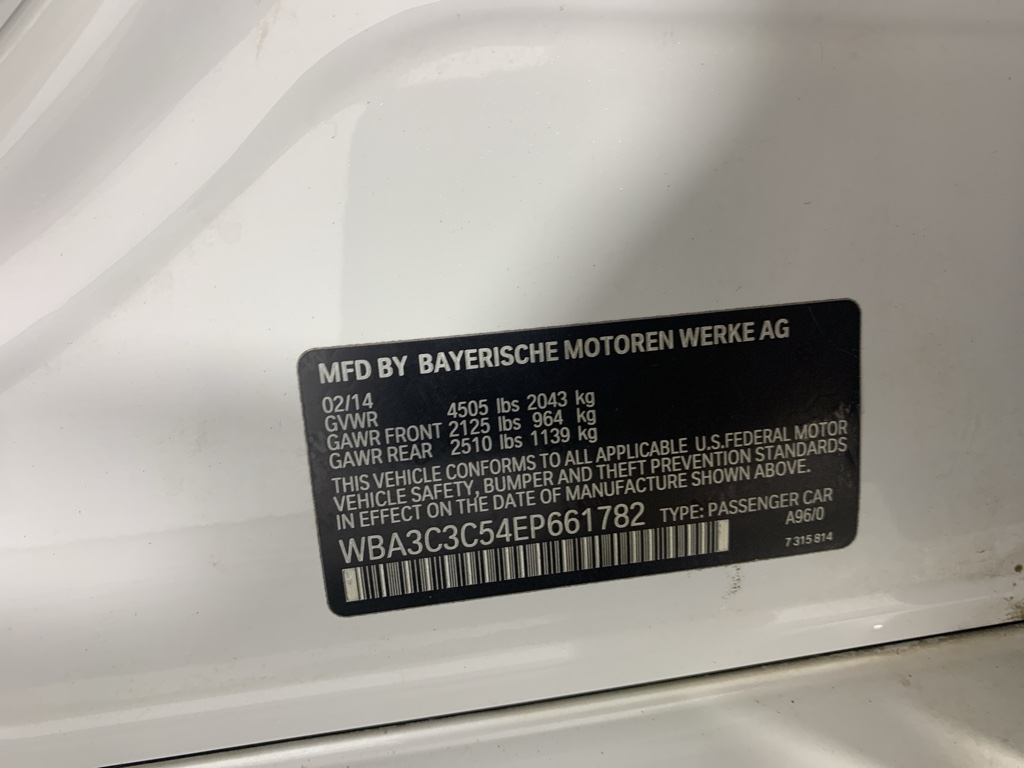 MFD BY BAYERISCHE MOTOREN WERKE AG
02/14
GVWR 4505 lbs 2043 kg
GAWR FRONT 2125 lbs 964 kg
GAWR REAR 2510 lbs 1139 kg
THIS VEHICLE CONFORMS TO ALL APPLICABLE U.S.FEDERAL MOTOR
VEHICLE SAFETY, BUMPER AND THEFT PREVENTION STANDARDS
IN EFFECT ON THE DATE OF MANUFACTURE SHOWN ABOVE.
WBA3C3C54EP661782 TYPE: PASSENGER CAR
A96/0
7 315 814